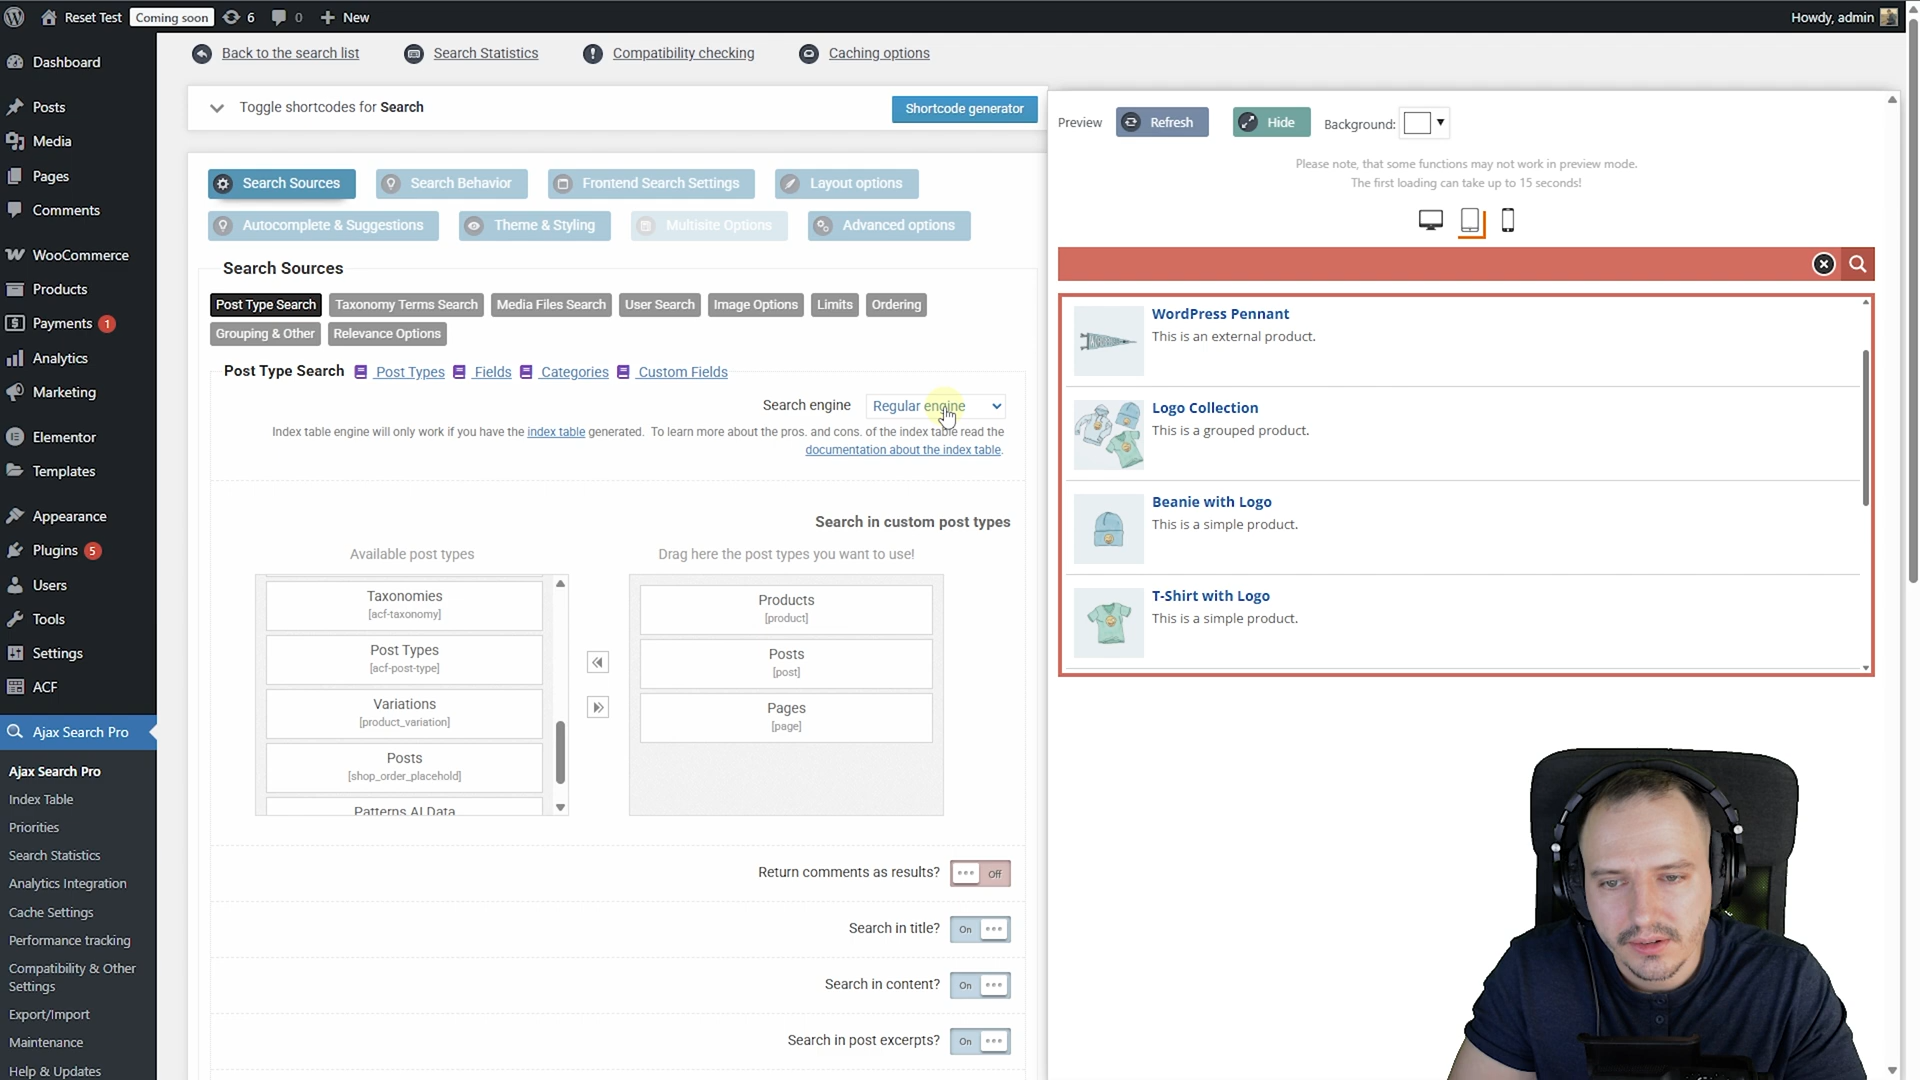 Reset Test
Coming soon
6
0
New
Howdy, admin
Dashboard
Posts
Media
Pages
Comments
WooCommerce
Products
Payments 1
Analytics
Marketing
Elementor
Templates
Appearance
Plugins 5
Users
Tools
Settings
ACF
Ajax Search Pro
Ajax Search Pro
Index Table
Priorities
Search Statistics
Analytics Integration
Cache Settings
Performance tracking
Compatibility & Other
Settings
Export/Import
Maintenance
Help & Updates
Back to the search list
Search Statistics
Compatibility checking
Caching options
Toggle shortcodes for Search
Shortcode generator
Search Sources
Search Behavior
Frontend Search Settings
Layout options
Autocomplete & Suggestions
Theme & Styling
Multisite Options
Advanced options
Search Sources
Post Type Search
Taxonomy Terms Search
Media Files Search
User Search
Image Options
Limits
Ordering
Grouping & Other
Relevance Options
Post Type Search
Post Types
Fields
Categories
Custom Fields
Search engine
Regular engine
Index table engine will only work if you have the index table generated. To learn more about the pros. and cons. of the index table read the
documentation about the index table.
Search in custom post types
Available post types
Drag here the post types you want to use!
Taxonomies
[acf-taxonomy]
Post Types
[acf-post-type]
Variations
[product_variation]
Posts
[shop_order_placehold]
Patterns AI Data
Products
[product]
Posts
[post]
Pages
[page]
Return comments as results?
Off
Search in title?
On
Search in content?
On
Search in post excerpts?
On
Preview
Refresh
Hide
Background:
Please note, that some functions may not work in preview mode.
The first loading can take up to 15 seconds!
WordPress Pennant
This is an external product.
Logo Collection
This is a grouped product.
Beanie with Logo
This is a simple product.
T-Shirt with Logo
This is a simple product.